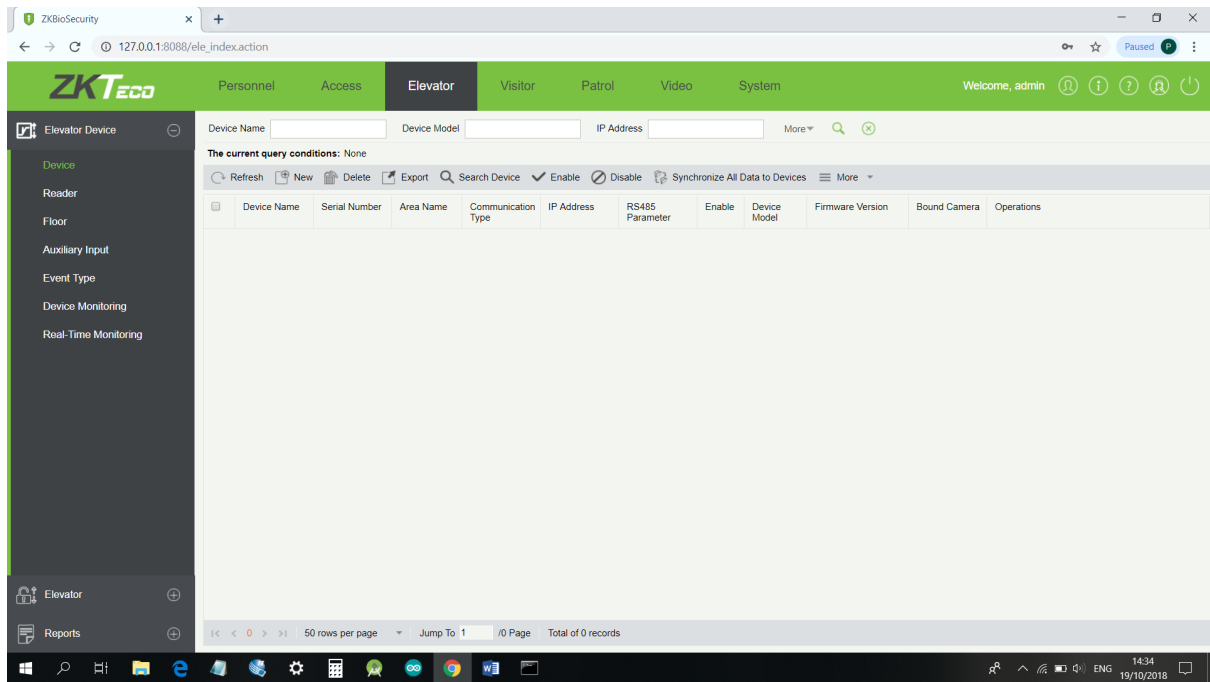 ZKBioSecurity
127.0.0.1:8088/ele_index.action
Paused P
ZKTECO Personnel Access Elevator Visitor Patrol Video System Welcome, admin
Elevator Device Device Name Device Model IP Address More
The current query conditions: None
Device
Refresh New Delete Export Search Device Enable Disable Synchronize All Data to Devices More
Reader
Device Name Serial Number Area Name Communication Type IP Address RS485 Parameter Enable Device Model Firmware Version Bound Camera Operations
Floor
Auxiliary Input
Event Type
Device Monitoring
Real-Time Monitoring
Elevator
Reports
|< < 0 > >| 50 rows per page Jump To 1 /0 Page Total of 0 records
ENG 14:34
19/10/2018